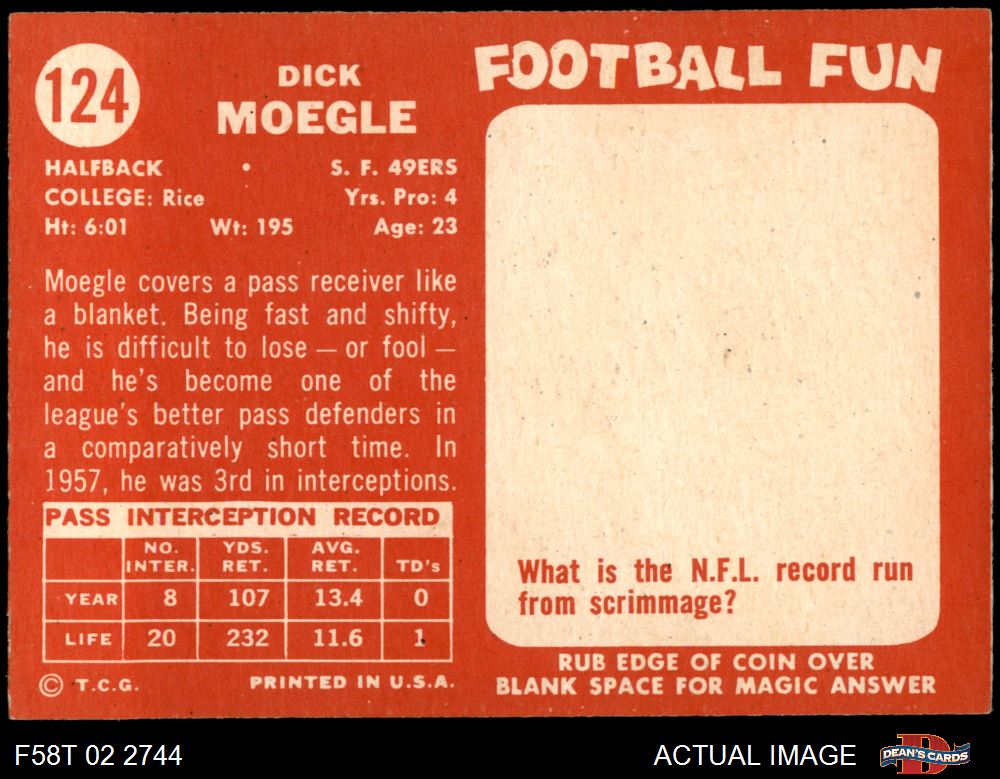 124
DICK
MOEGLE
HALFBACK • S. F. 49ERS
COLLEGE: Rice Yrs. Pro: 4
Ht: 6:01 Wt: 195 Age: 23
Moegle covers a pass receiver like
a blanket. Being fast and shifty,
he is difficult to lose — or fool —
and he's become one of the
league's better pass defenders in
a comparatively short time. In
1957, he was 3rd in interceptions.
PASS INTERCEPTION RECORD
NO. INTER. YDS. RET. AVG. RET. TD's
YEAR 8 107 13.4 0
LIFE 20 232 11.6 1
© T.C.G. PRINTED IN U.S.A.
FOOTBALL FUN
What is the N.F.L. record run
from scrimmage?
RUB EDGE OF COIN OVER
BLANK SPACE FOR MAGIC ANSWER
F58T 02 2744 ACTUAL IMAGE DEAN'S CARDS